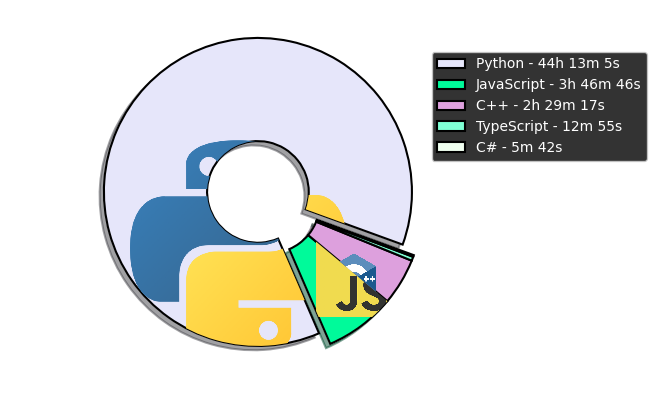 Python - 44h 13m 5s
JavaScript - 3h 46m 46s
C++ - 2h 29m 17s
TypeScript - 12m 55s
C# - 5m 42s
++
JS